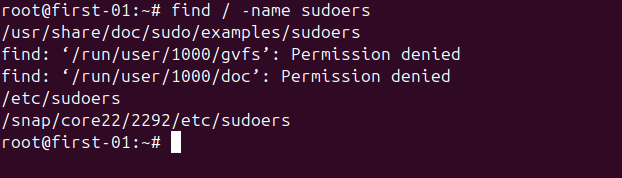 root@first-01:~# find / -name sudoers
/usr/share/doc/sudo/examples/sudoers
find: ‘/run/user/1000/gvfs’: Permission denied
find: ‘/run/user/1000/doc’: Permission denied
/etc/sudoers
/snap/core22/2292/etc/sudoers
root@first-01:~#